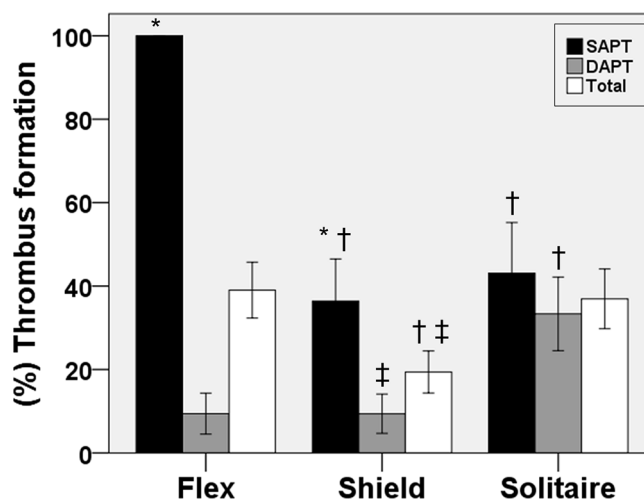 (%) Thrombus formation
100
80
60
40
20
0
*
* †
‡
† ‡
†
†
SAPT
DAPT
Total
Flex
Shield
Solitaire